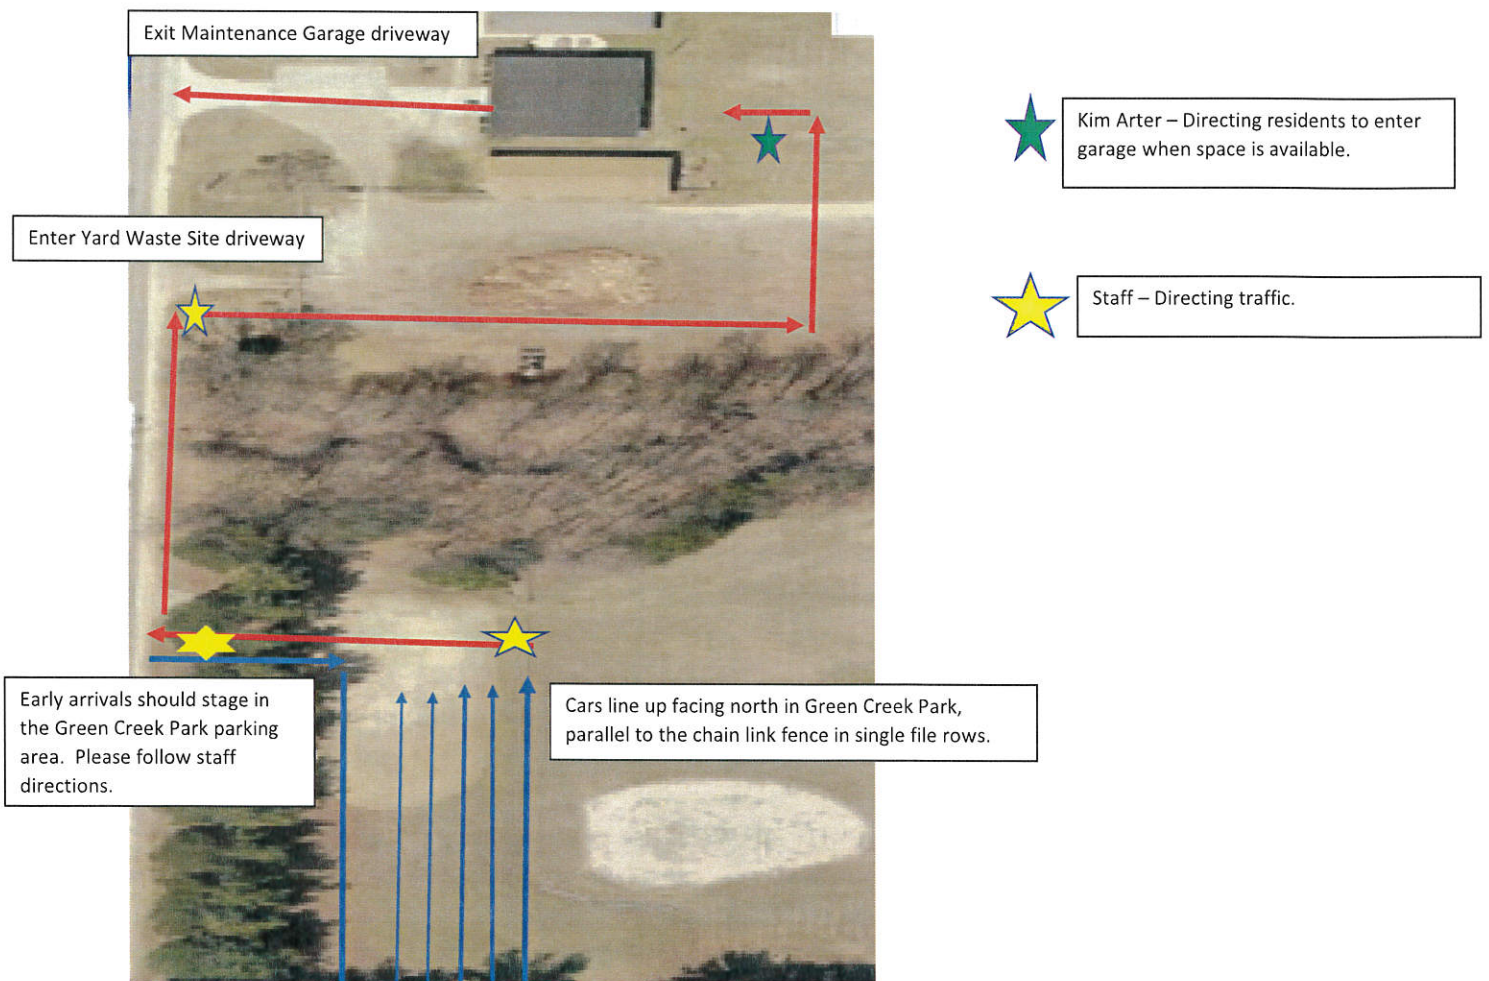 Exit Maintenance Garage driveway
Kim Arter – Directing residents to enter
garage when space is available.
Enter Yard Waste Site driveway
Staff – Directing traffic.
Early arrivals should stage in
the Green Creek Park parking
area.  Please follow staff
directions.
Cars line up facing north in Green Creek Park,
parallel to the chain link fence in single file rows.